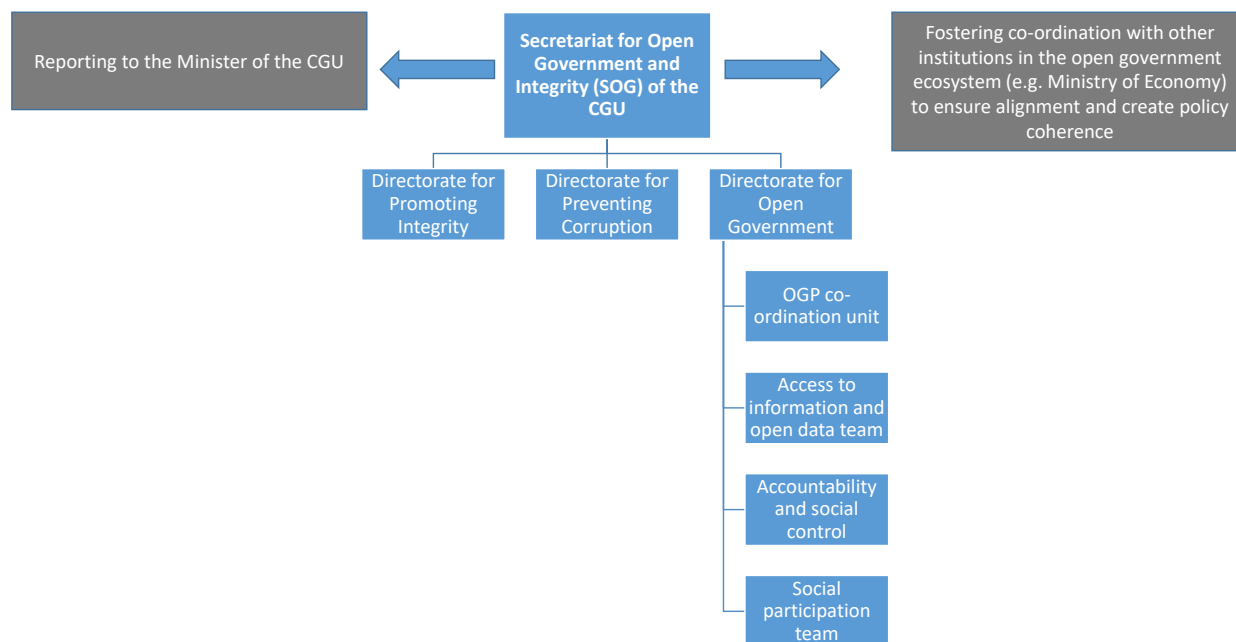 Reporting to the Minister of the CGU
Secretariat for Open
Government and
Integrity (SOG) of the
CGU
Fostering co-ordination with other
institutions in the open government
ecosystem (e.g. Ministry of Economy)
to ensure alignment and create policy
coherence
Directorate for
Promoting
Integrity
Directorate for
Preventing
Corruption
Directorate for
Open
Government
OGP co-
ordination unit
Access to
information and
open data team
Accountability
and social
control
Social
participation
team